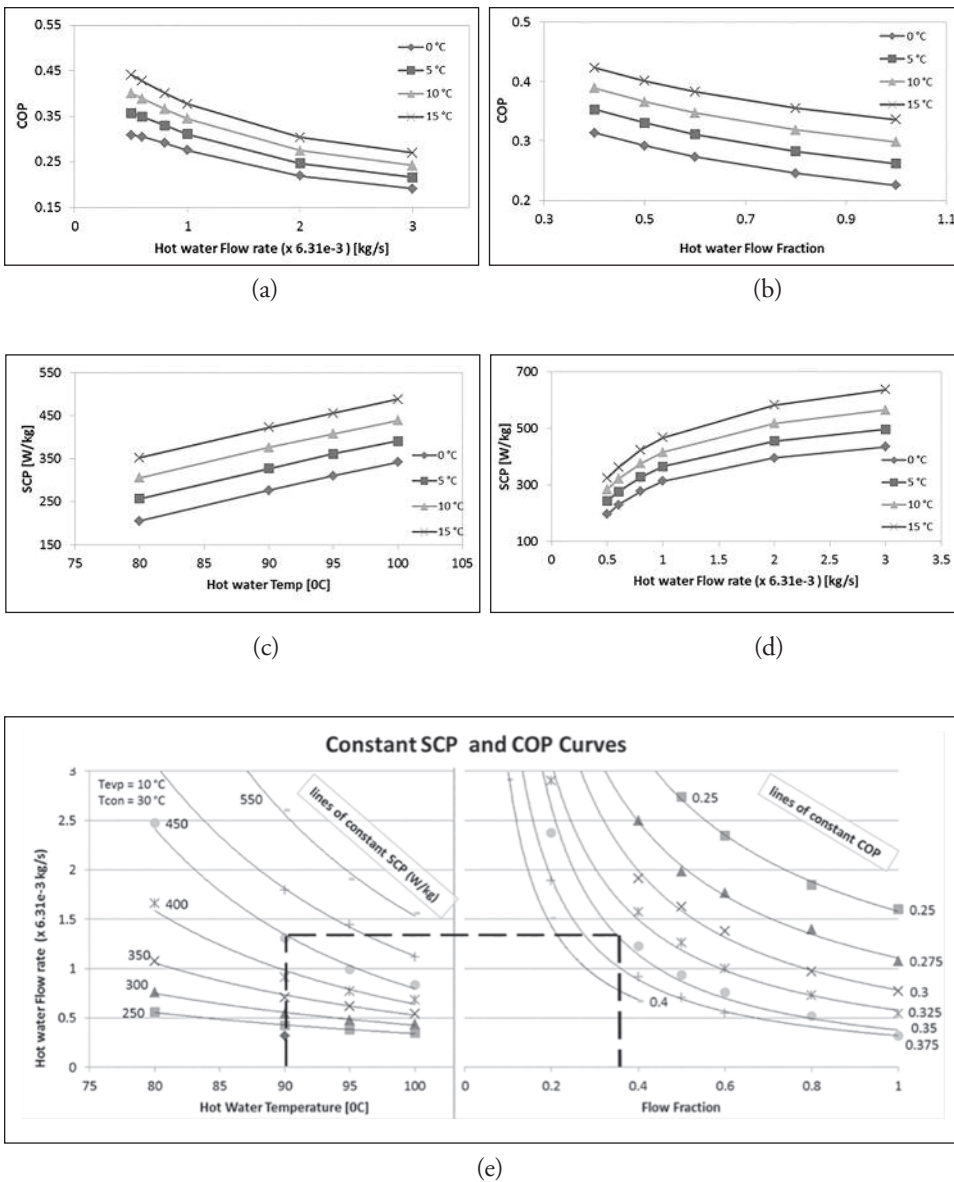 0.55
0.45
0.35
0.25
0.15
COP
0 °C
5 °C
10 °C
15 °C
0
1
2
3
Hot water Flow rate (x 6.31e-3 ) [kg/s]
(a)
0.5
0.4
0.3
0.2
COP
0 °C
5 °C
10 °C
15 °C
0.3
0.5
0.7
0.9
1.1
Hot water Flow Fraction
(b)
550
450
350
250
150
SCP [W/kg]
0 °C
5 °C
10 °C
15 °C
75
80
85
90
95
100
105
Hot water Temp [0C]
(c)
700
500
300
100
SCP [W/kg]
0 °C
5 °C
10 °C
15 °C
0
0.5
1
1.5
2
2.5
3
3.5
Hot water Flow rate (x 6.31e-3 ) [kg/s]
(d)
Constant SCP and COP Curves
Tevp = 10 °C
Tcon = 30 °C
Hot water Flow rate (x 6.31e-3 kg/s)
3
2.5
2
1.5
1
0.5
0
550
450
400
350
300
250
lines of constant SCP (W/kg)
75
80
85
90
95
100
Hot Water Temperature [0C]
lines of constant COP
0.25
0.25
0.275
0.3
0.325
0.35
0.375
0.4
0.2
0.4
0.6
0.8
1
Flow Fraction
(e)